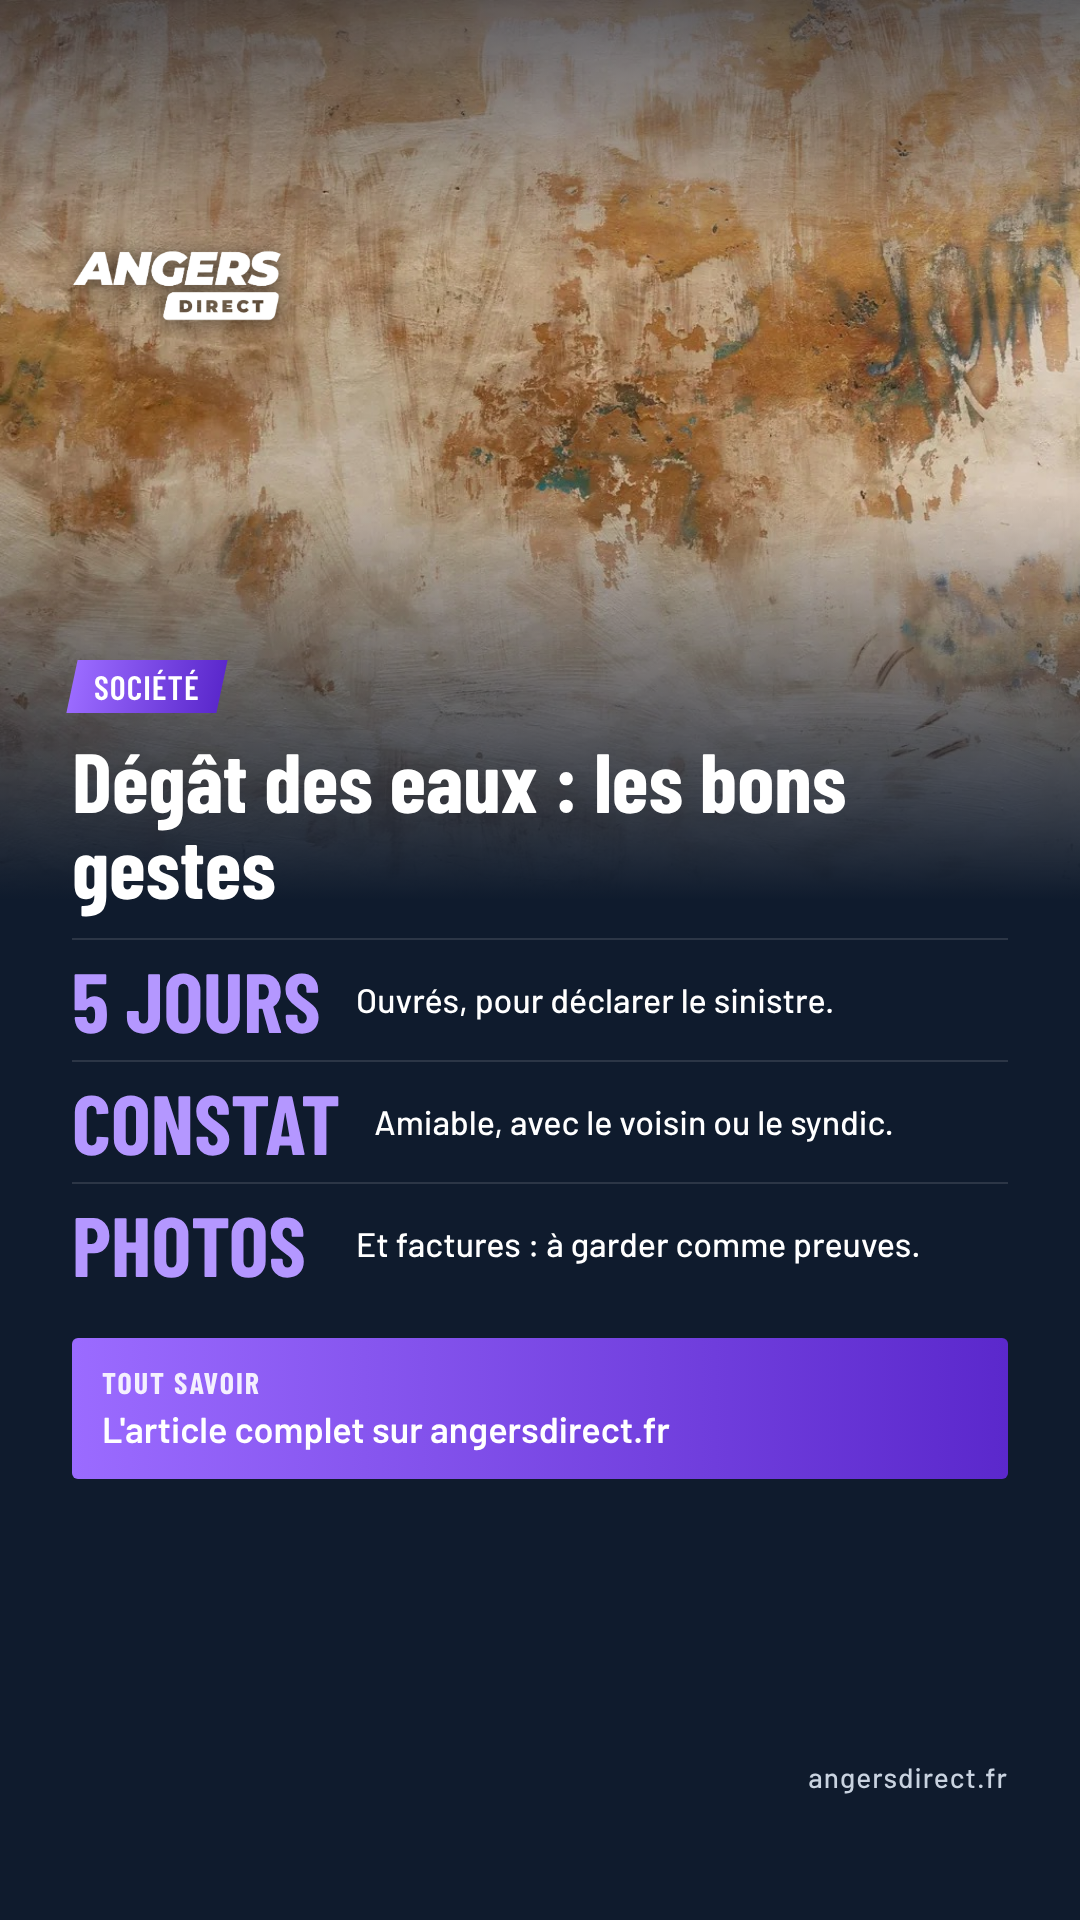 ANGERS
DIRECT
SOCIÉTÉ
Dégât des eaux : les bons
gestes
5 JOURS Ouvrés, pour déclarer le sinistre.
CONSTAT Amiable, avec le voisin ou le syndic.
PHOTOS Et factures : à garder comme preuves.
TOUT SAVOIR
L'article complet sur angersdirect.fr
angersdirect.fr